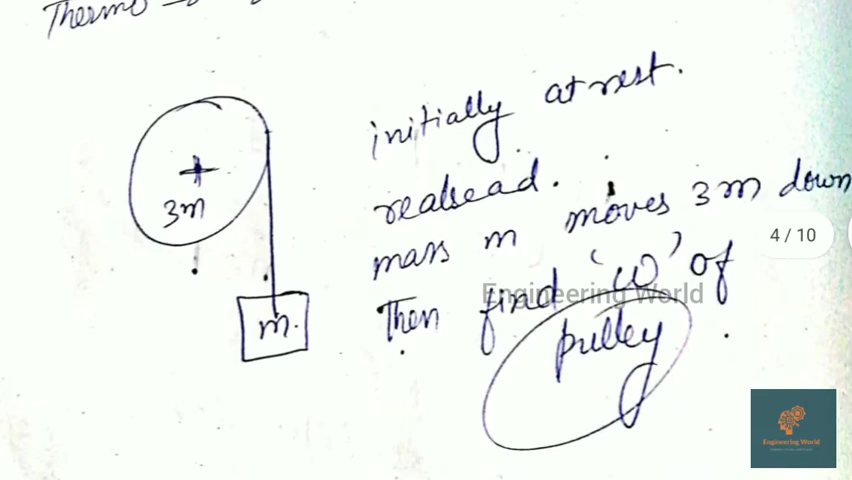 Thermo
initially at rest.
realsead.
mass m moves 3m down
Then find 'ω' of
pulley
3m
m.
4 / 10
Engineering World
Engineering World